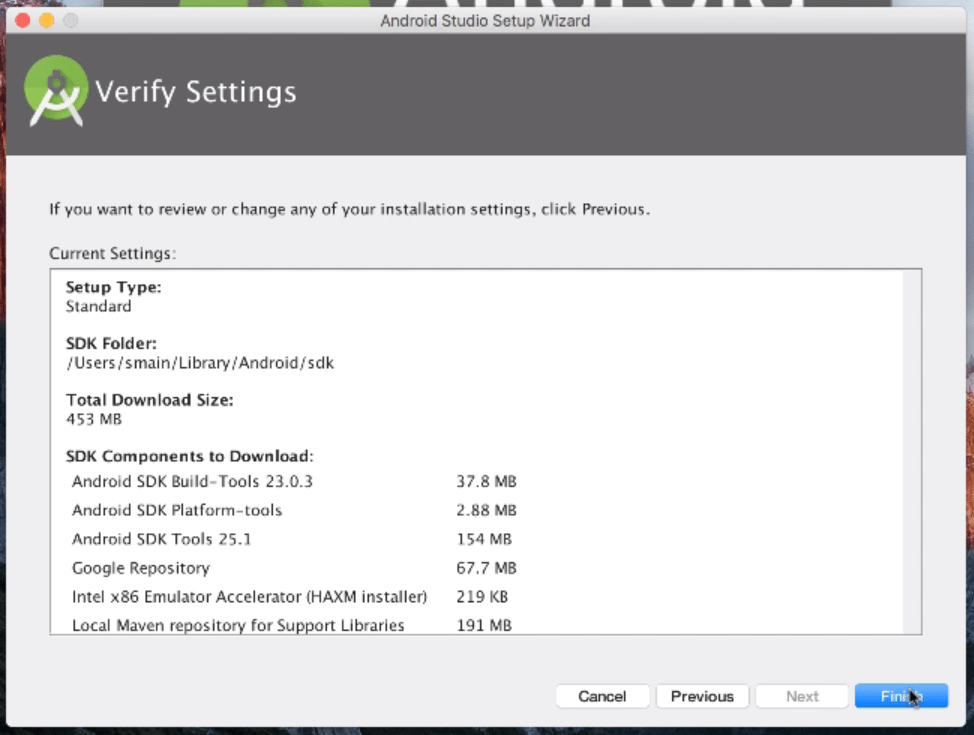 Android Studio Setup Wizard
Verify Settings
If you want to review or change any of your installation settings, click Previous.
Current Settings:
Setup Type:
Standard
SDK Folder:
/Users/smain/Library/Android/sdk
Total Download Size:
453 MB
SDK Components to Download:
Android SDK Build-Tools 23.0.3 37.8 MB
Android SDK Platform-tools 2.88 MB
Android SDK Tools 25.1 154 MB
Google Repository 67.7 MB
Intel x86 Emulator Accelerator (HAXM installer) 219 KB
Local Maven repository for Support Libraries 191 MB
Cancel Previous Next Finish